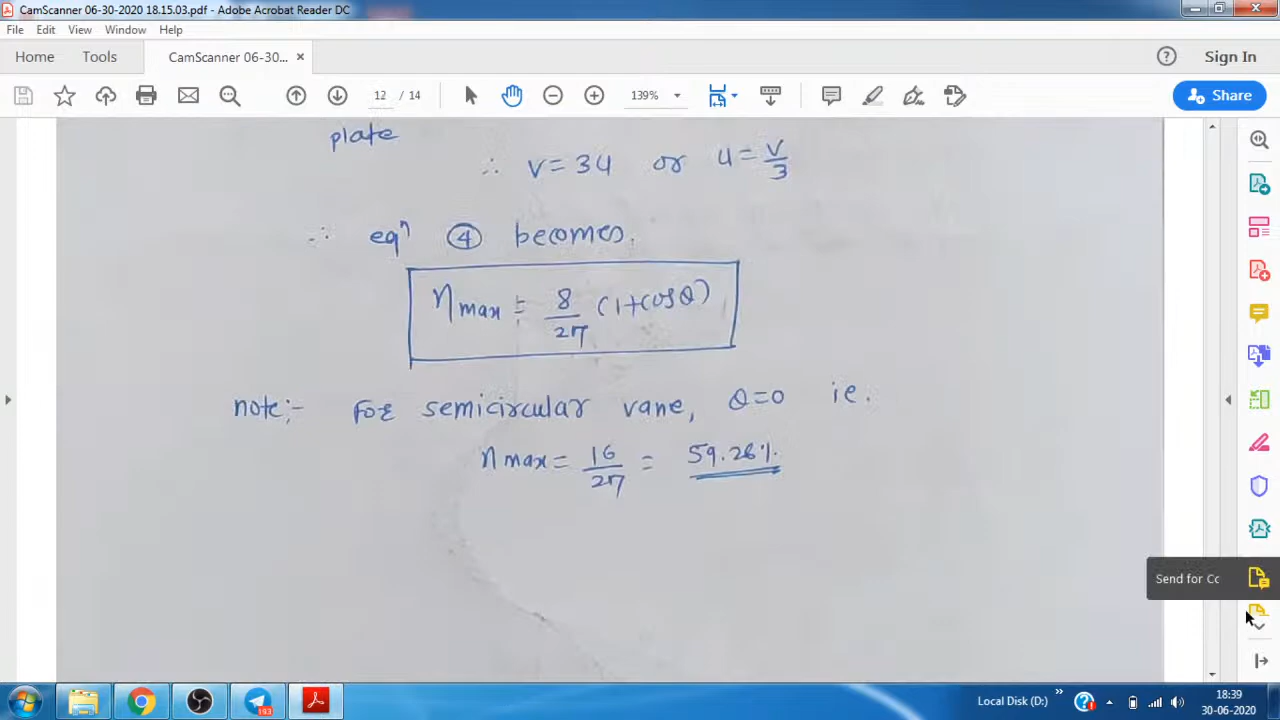 CamScanner 06-30-2020 18.15.03.pdf - Adobe Acrobat Reader DC
File Edit View Window Help
Home Tools CamScanner 06-30... × Sign In
12 / 14 139% Share
plate
∴ V = 3u or u = V/3
∴ eqⁿ ④ becomes.
ηmax = 8/27 (1+cosθ)
note:- For semicircular vane, θ=0 ie.
ηmax = 16/27 = 59.26%.
Send for Co
193
Local Disk (D:) » 18:39
30-06-2020